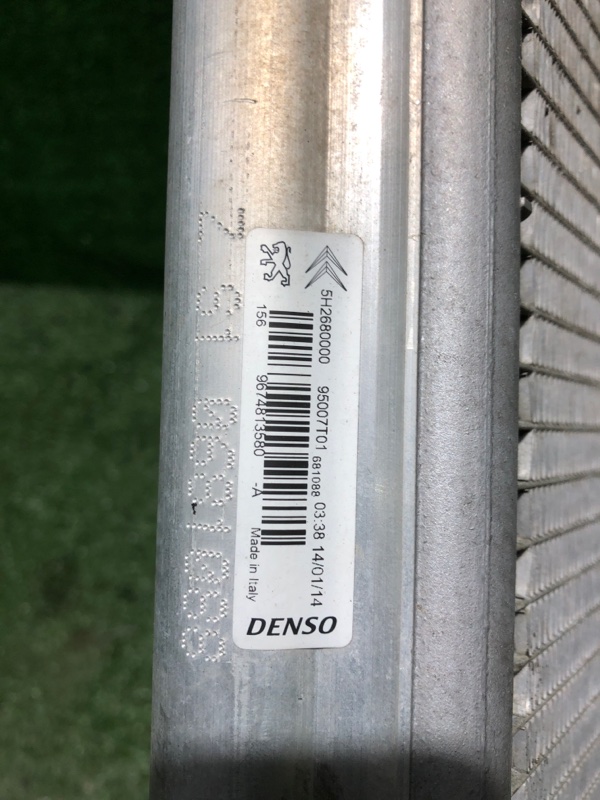 5H2680000 95007T01 681088 03:38 14/01/14
156
9674813580 -A Made in Italy
DENSO